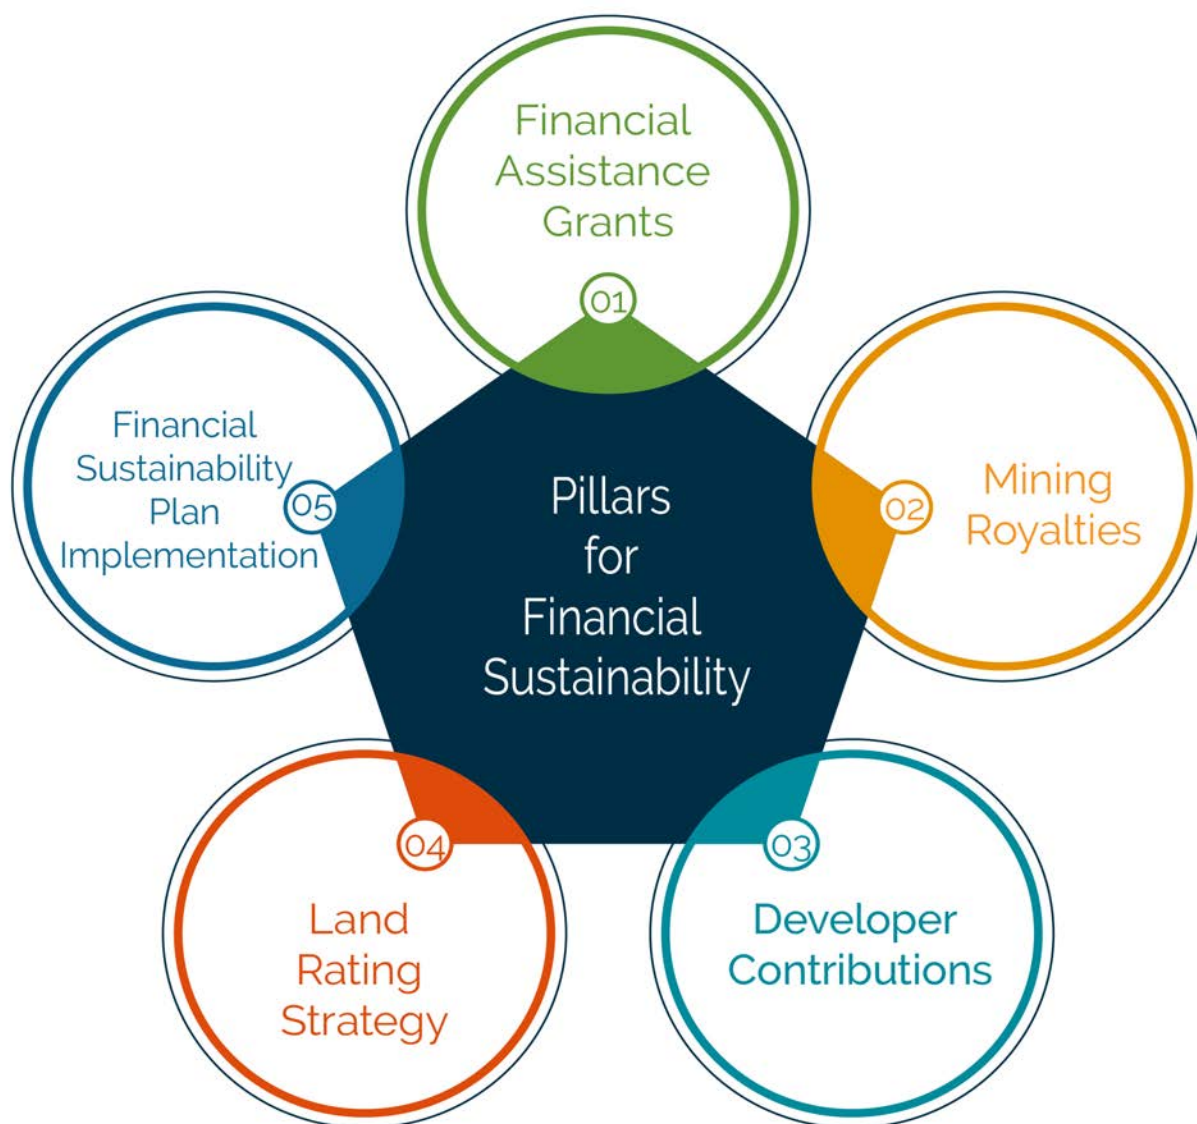 Financial
Assistance
Grants
01
Mining
Royalties
02
Developer
Contributions
03
Land
Rating
Strategy
04
Financial
Sustainability
Plan
Implementation
05
Pillars
for
Financial
Sustainability